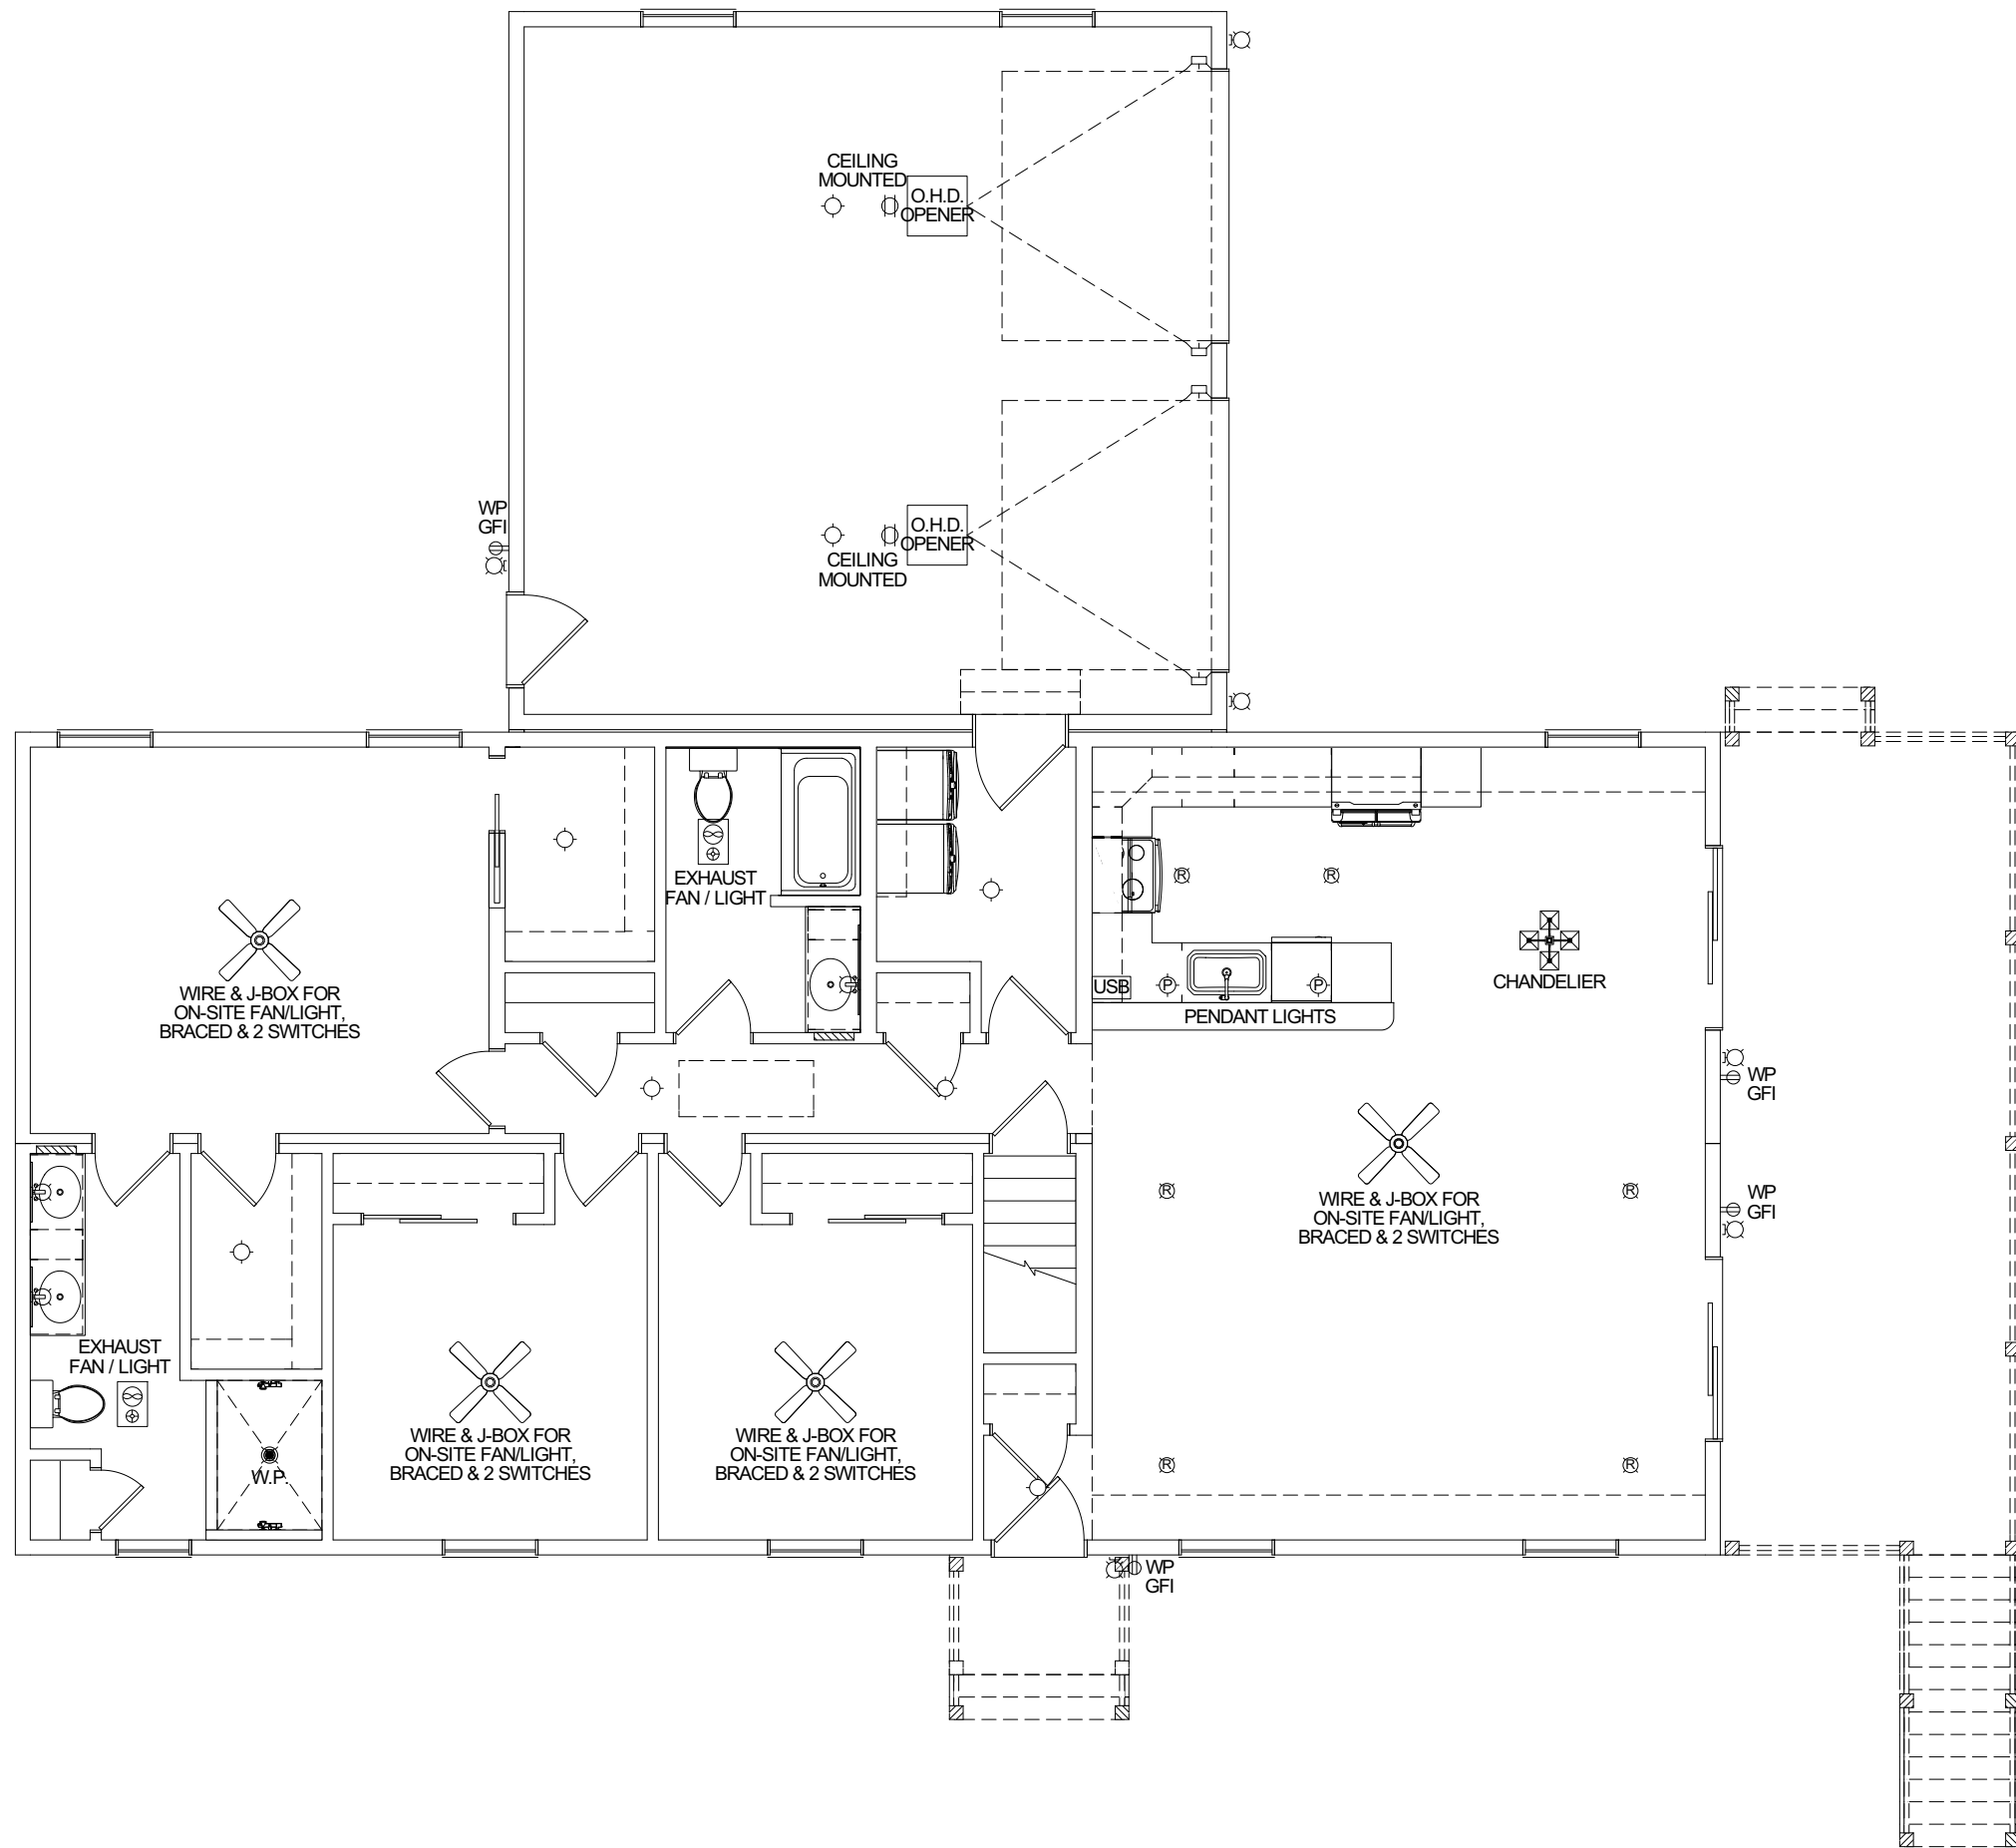 CEILING
MOUNTED
O.H.D.
OPENER
WP
GFI
O.H.D.
OPENER
CEILING
MOUNTED
EXHAUST
FAN / LIGHT
R
R
CHANDELIER
WIRE & J-BOX FOR
ON-SITE FAN/LIGHT,
BRACED & 2 SWITCHES
USB
P
P
PENDANT LIGHTS
WP
GFI
WIRE & J-BOX FOR
ON-SITE FAN/LIGHT,
BRACED & 2 SWITCHES
R
R
WP
GFI
EXHAUST
FAN / LIGHT
WIRE & J-BOX FOR
ON-SITE FAN/LIGHT,
BRACED & 2 SWITCHES
WIRE & J-BOX FOR
ON-SITE FAN/LIGHT,
BRACED & 2 SWITCHES
W.P.
R
R
WP
GFI